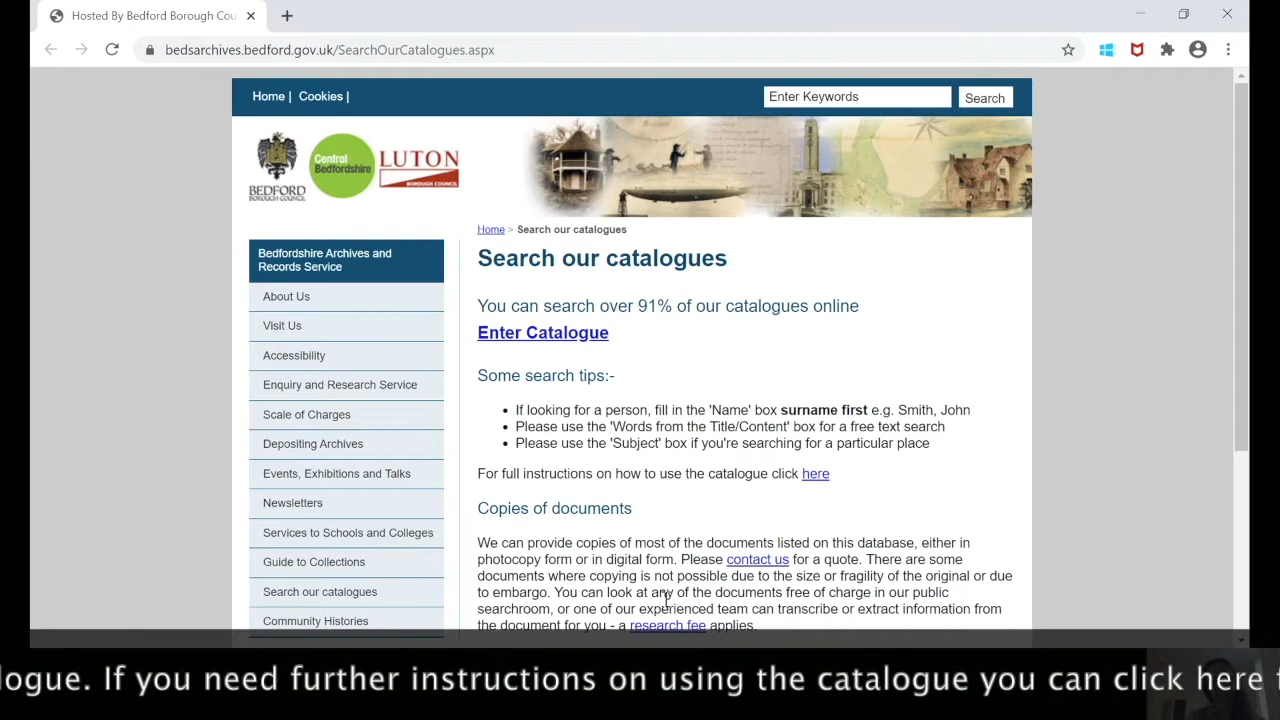 Hosted By Bedford Borough Cou
bedsarchives.bedford.gov.uk/SearchOurCatalogues.aspx
Home | Cookies |
Enter Keywords
Search
BEDFORD
BOROUGH COUNCIL
Central
Bedfordshire
LUTON
BOROUGH COUNCIL
Home > Search our catalogues
Bedfordshire Archives and
Records Service
About Us
Visit Us
Accessibility
Enquiry and Research Service
Scale of Charges
Depositing Archives
Events, Exhibitions and Talks
Newsletters
Services to Schools and Colleges
Guide to Collections
Search our catalogues
Community Histories
Search our catalogues
You can search over 91% of our catalogues online
Enter Catalogue
Some search tips:-
• If looking for a person, fill in the 'Name' box surname first e.g. Smith, John
• Please use the 'Words from the Title/Content' box for a free text search
• Please use the 'Subject' box if you're searching for a particular place
For full instructions on how to use the catalogue click here
Copies of documents
We can provide copies of most of the documents listed on this database, either in
photocopy form or in digital form. Please contact us for a quote. There are some
documents where copying is not possible due to the size or fragility of the original or due
to embargo. You can look at any of the documents free of charge in our public
searchroom, or one of our experienced team can transcribe or extract information from
the document for you - a research fee applies.
logue. If you need further instructions on using the catalogue you can click here